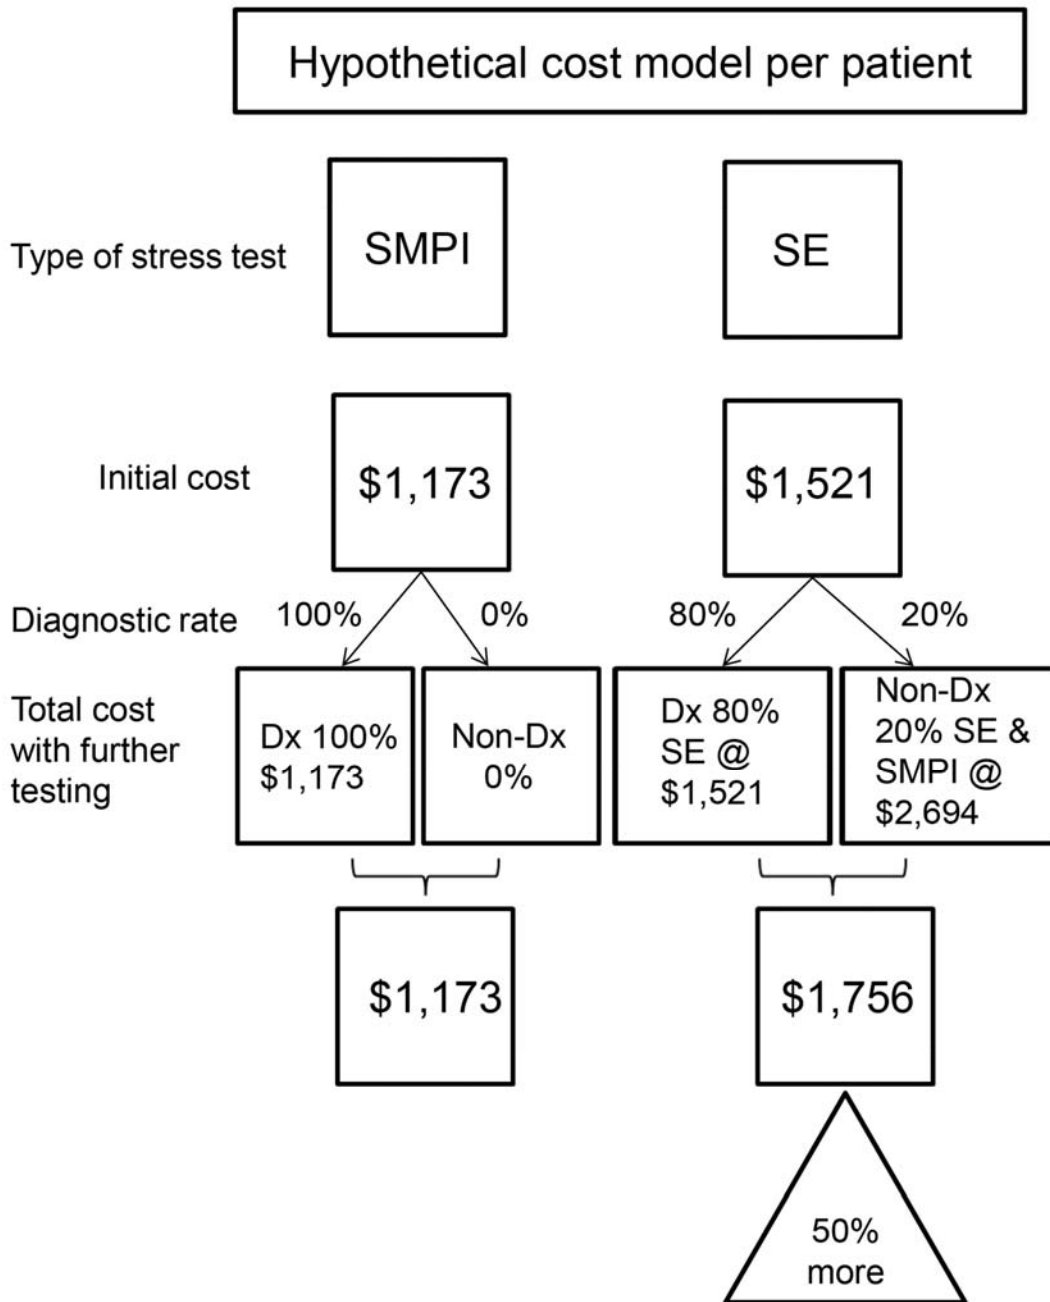 Hypothetical cost model per patient
Type of stress test
SMPI
SE
Initial cost
$1,173
$1,521
Diagnostic rate
100%
0%
80%
20%
Total cost
with further
testing
Dx 100%
$1,173
Non-Dx
0%
Dx 80%
SE @
$1,521
Non-Dx
20% SE &
SMPI @
$2,694
$1,173
$1,756
50%
more